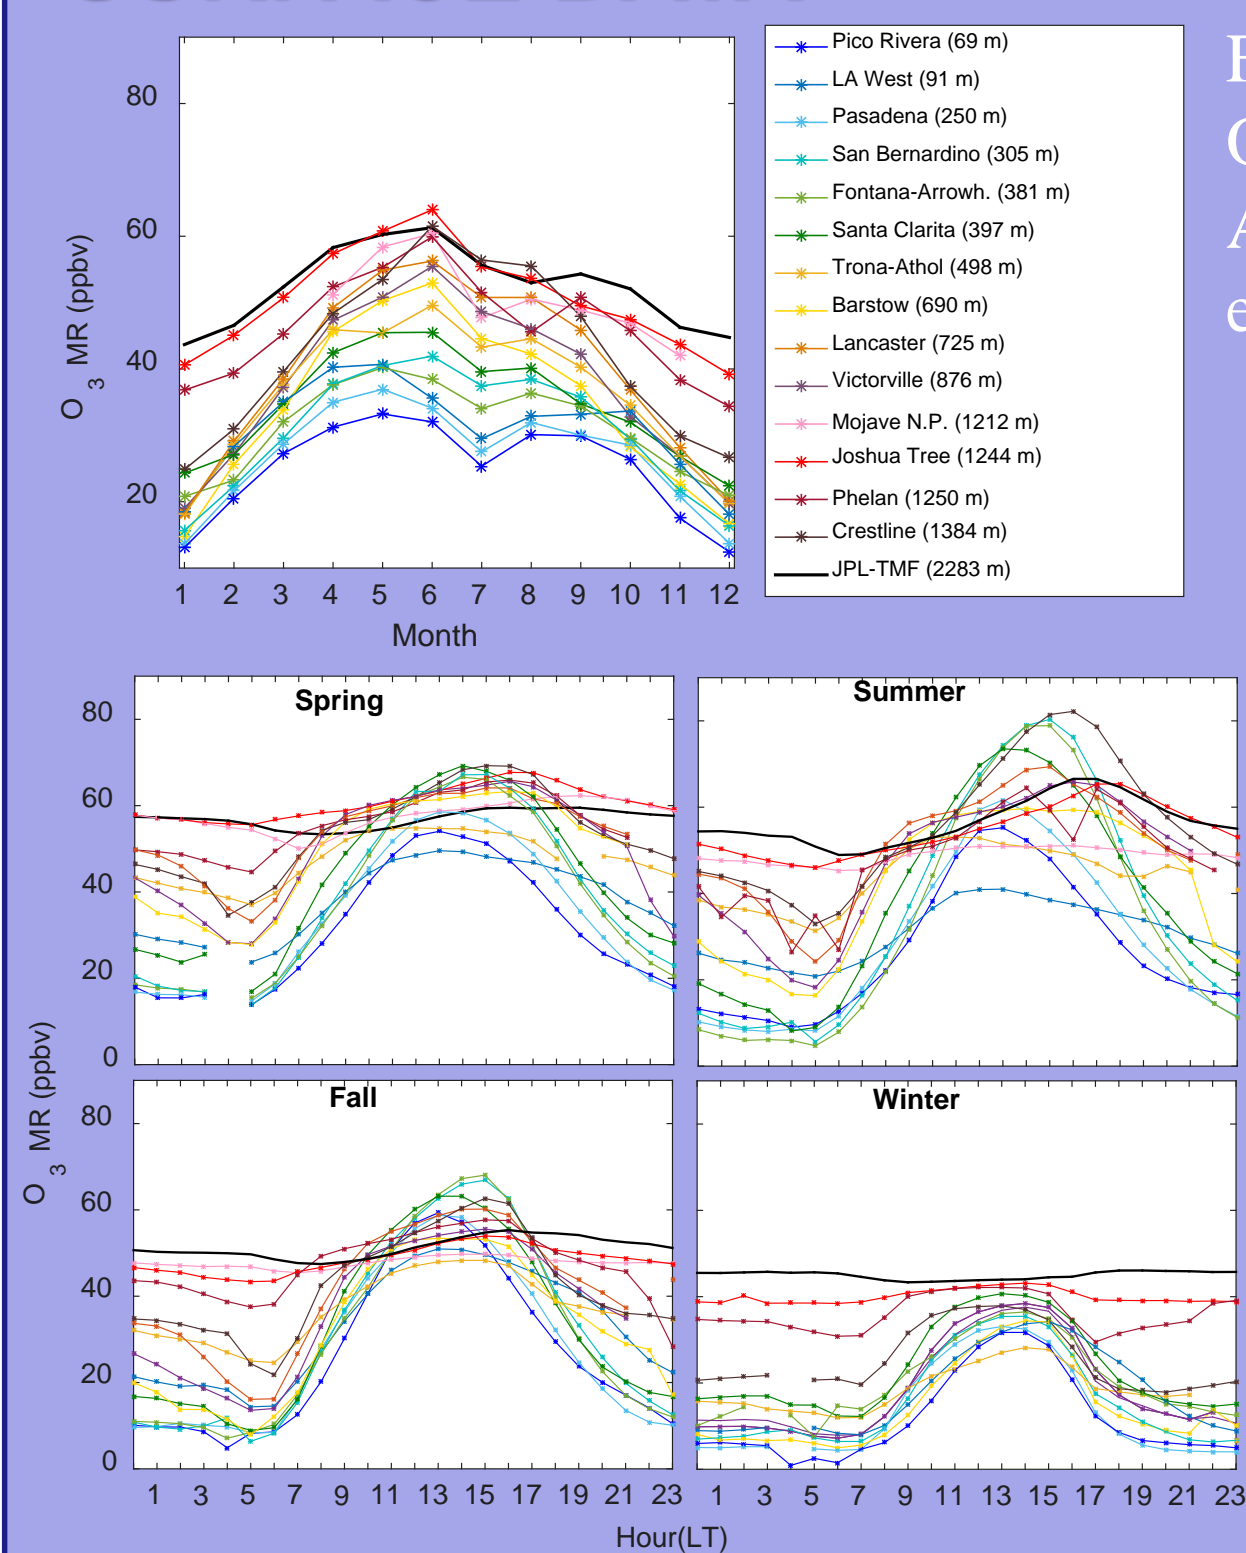 Pico Rivera (69 m)
LA West (91 m)
Pasadena (250 m)
San Bernardino (305 m)
Fontana-Arrowh. (381 m)
Santa Clarita (397 m)
Trona-Athol (498 m)
Barstow (690 m)
Lancaster (725 m)
Victorville (876 m)
Mojave N.P. (1212 m)
Joshua Tree (1244 m)
Phelan (1250 m)
Crestline (1384 m)
JPL-TMF (2283 m)
80
60
40
20
O3 MR (ppbv)
1 2 3 4 5 6 7 8 9 10 11 12
Month
Spring
Summer
80
60
40
20
0
Fall
Winter
80
60
40
20
0
O3 MR (ppbv)
1 3 5 7 9 11 13 15 17 19 21 23
1 3 5 7 9 11 13 15 17 19 21 23
Hour(LT)